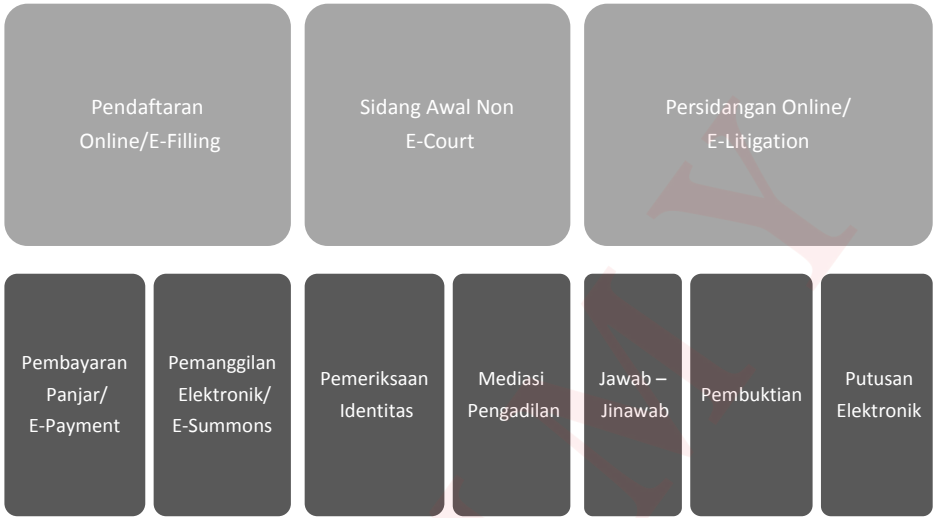 Pendaftaran
Online/E-Filling
Sidang Awal Non
E-Court
Persidangan Online/
E-Litigation
Pembayaran
Panjar/
E-Payment
Pemanggilan
Elektronik/
E-Summons
Pemeriksaan
Identitas
Mediasi
Pengadilan
Jawab –
Jinawab
Pembuktian
Putusan
Elektronik